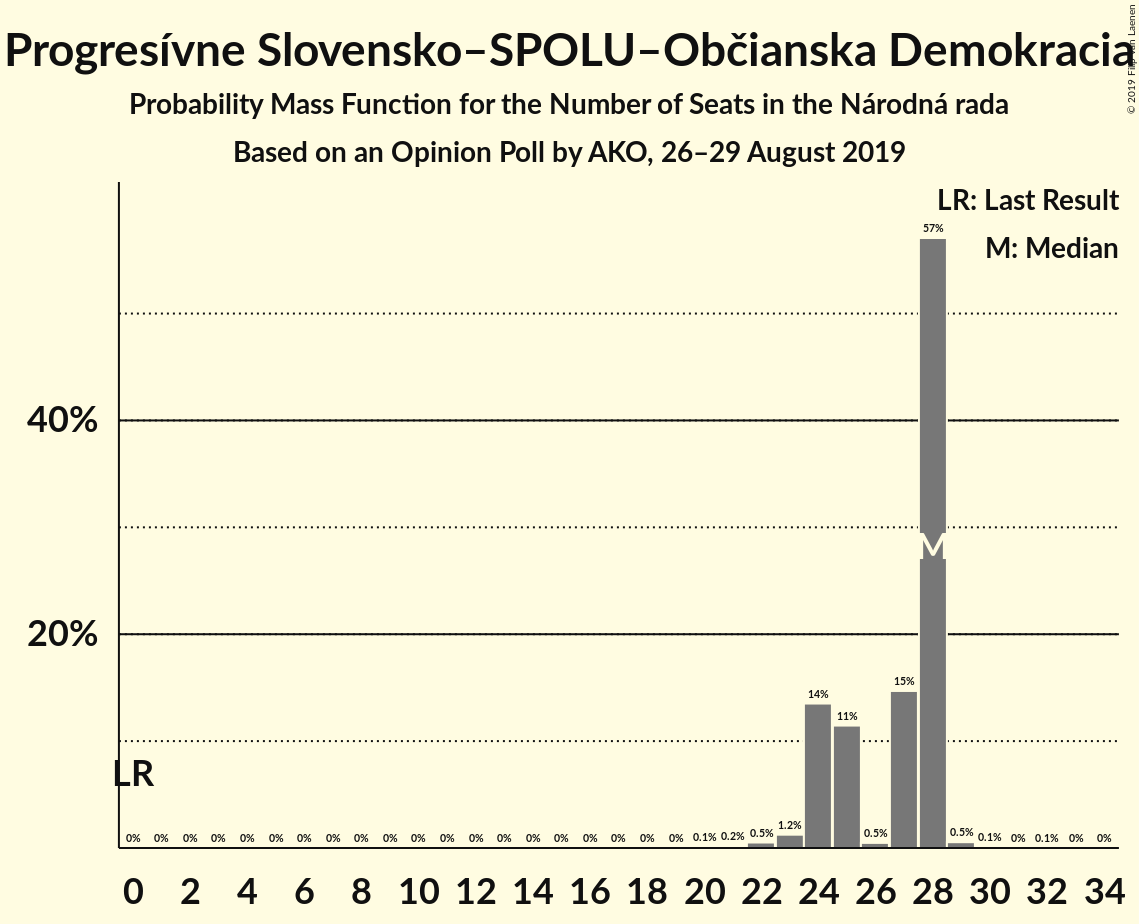 Progresívne Slovensko–SPOLU–Občianska Demokracia
© 2019 Filip van Laenen
Probability Mass Function for the Number of Seats in the Národná rada
Based on an Opinion Poll by AKO, 26–29 August 2019
LR: Last Result
M: Median
57%
40%
M
20%
15%
14%
11%
LR
0% 0% 0% 0% 0% 0% 0% 0% 0% 0% 0% 0% 0% 0% 0% 0% 0% 0% 0% 0% 0.1% 0.2% 0.5% 1.2% 0.5% 0.5% 0.1% 0% 0.1% 0% 0%
0 2 4 6 8 10 12 14 16 18 20 22 24 26 28 30 32 34